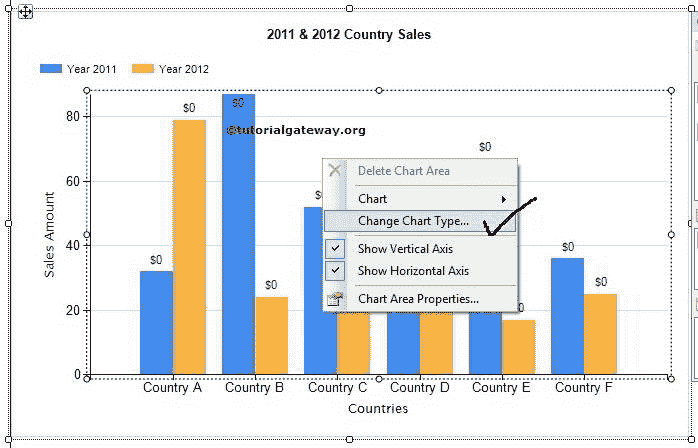 2011 & 2012 Country Sales
Year 2011 Year 2012
$0 $0
80
©tutorialgateway.org
$0
Delete Chart Area
60
Chart
Sales Amount
Change Chart Type...
40
$0 $0
Show Vertical Axis
$0
Show Horizontal Axis
$0
20
Chart Area Properties...
0
Country A Country B Country C Country D Country E Country F
Countries